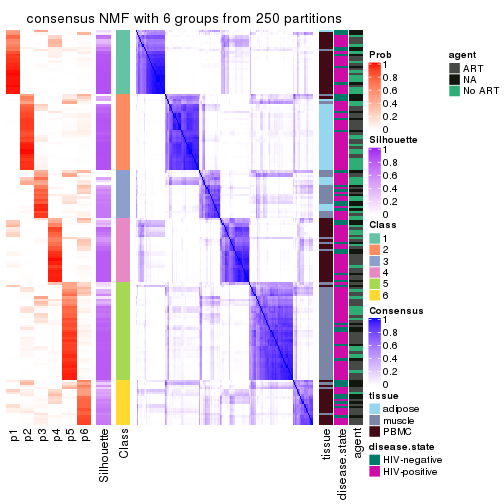 consensus NMF with 6 groups from 250 partitions
Prob
1
0.8
0.6
0.4
0.2
0
agent
ART
NA
No ART
Silhouette
1
0.8
0.6
0.4
0.2
0
Class
1
2
3
4
5
6
Consensus
1
0.8
0.6
0.4
0.2
0
tissue
adipose
muscle
PBMC
disease.state
HIV-negative
HIV-positive
p1
p2
p3
p4
p5
p6
Silhouette
Class
tissue
disease.state
agent